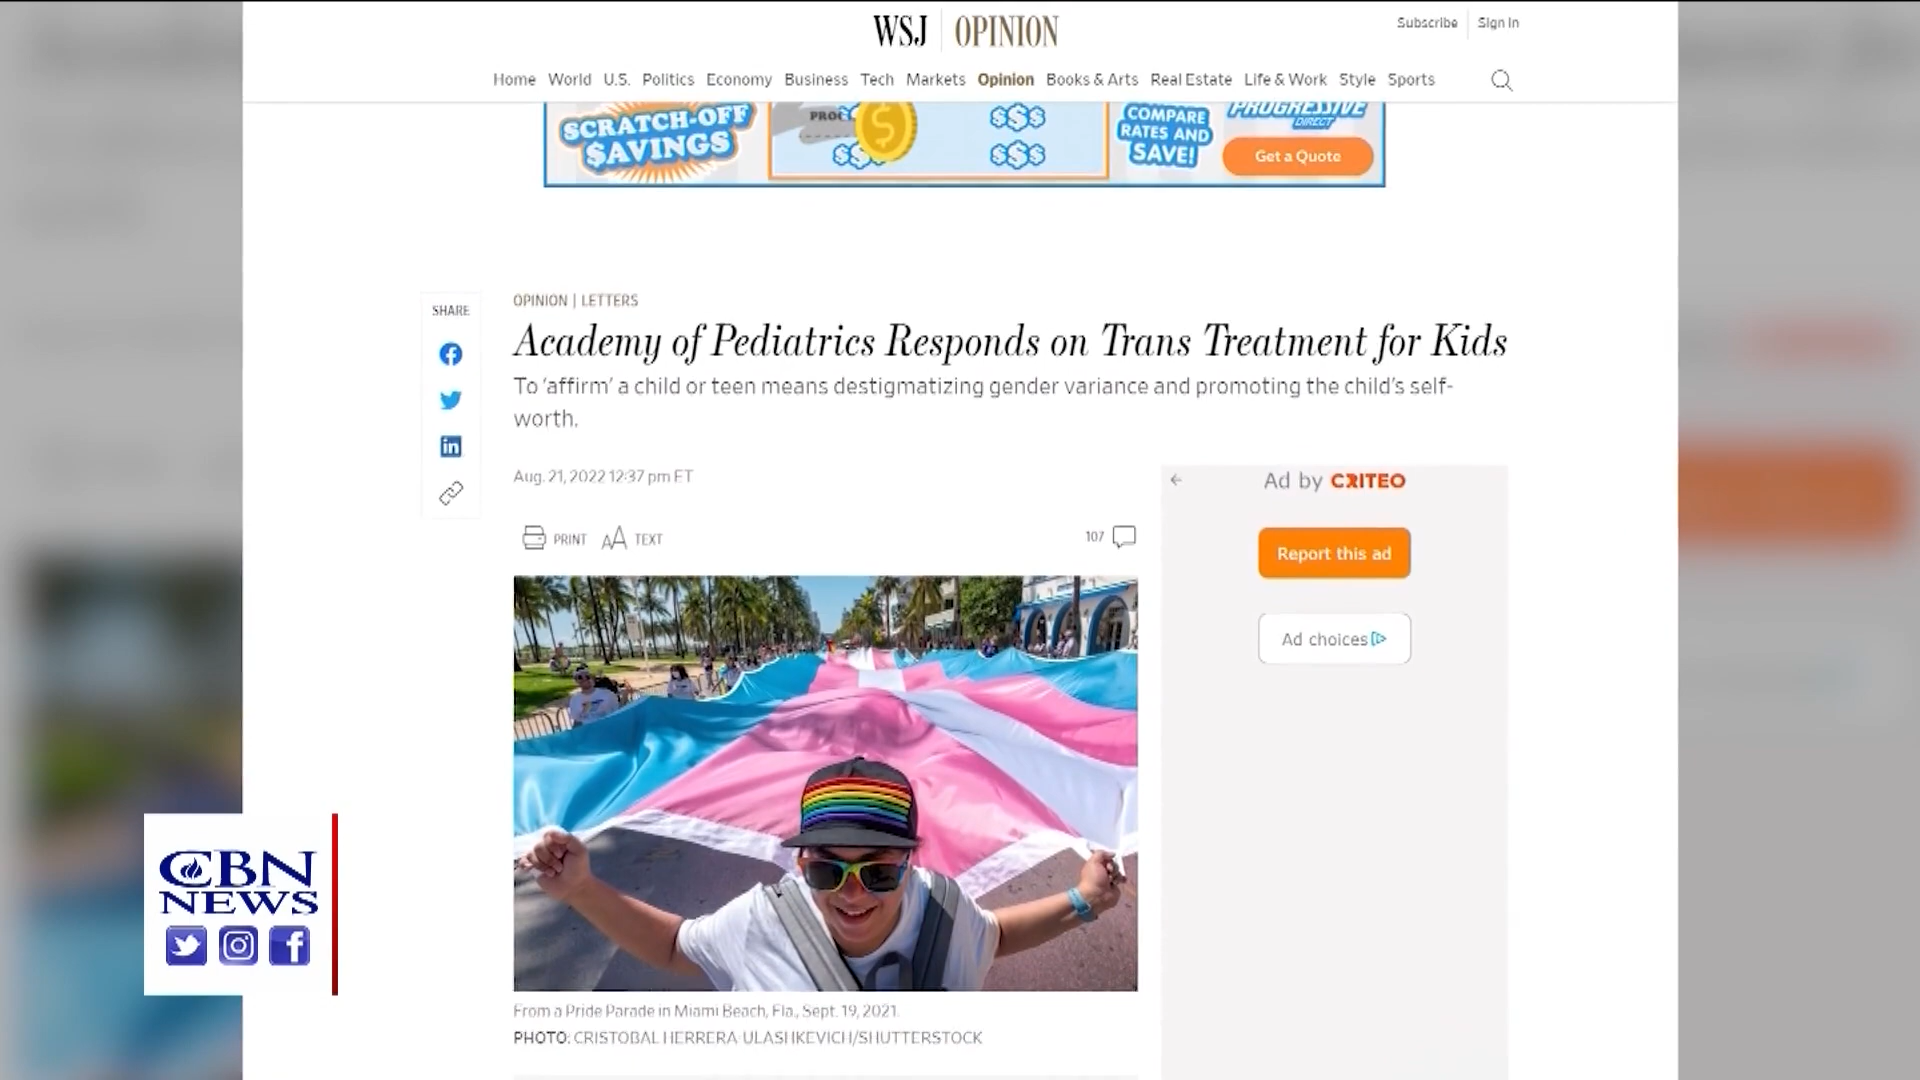 WSJ | OPINION
Subscribe | Sign In
Home World U.S. Politics Economy Business Tech Markets Opinion Books & Arts Real Estate Life & Work Style Sports
SCRATCH-OFF
$AVINGS
$$$
$$$
COMPARE
RATES AND
SAVE!
PROGRESSIVE
DIRECT
Get a Quote
SHARE
OPINION | LETTERS
Academy of Pediatrics Responds on Trans Treatment for Kids
To ‘affirm’ a child or teen means destigmatizing gender variance and promoting the child’s self-
worth.
Aug. 21, 2022 12:37 pm ET
PRINT AA TEXT
107
Ad by CRITEO
Report this ad
Ad choices
From a Pride Parade in Miami Beach, Fla., Sept. 19, 2021.
PHOTO: CRISTOBAL HERRERA-ULASHKEVICH/SHUTTERSTOCK
CBN
NEWS